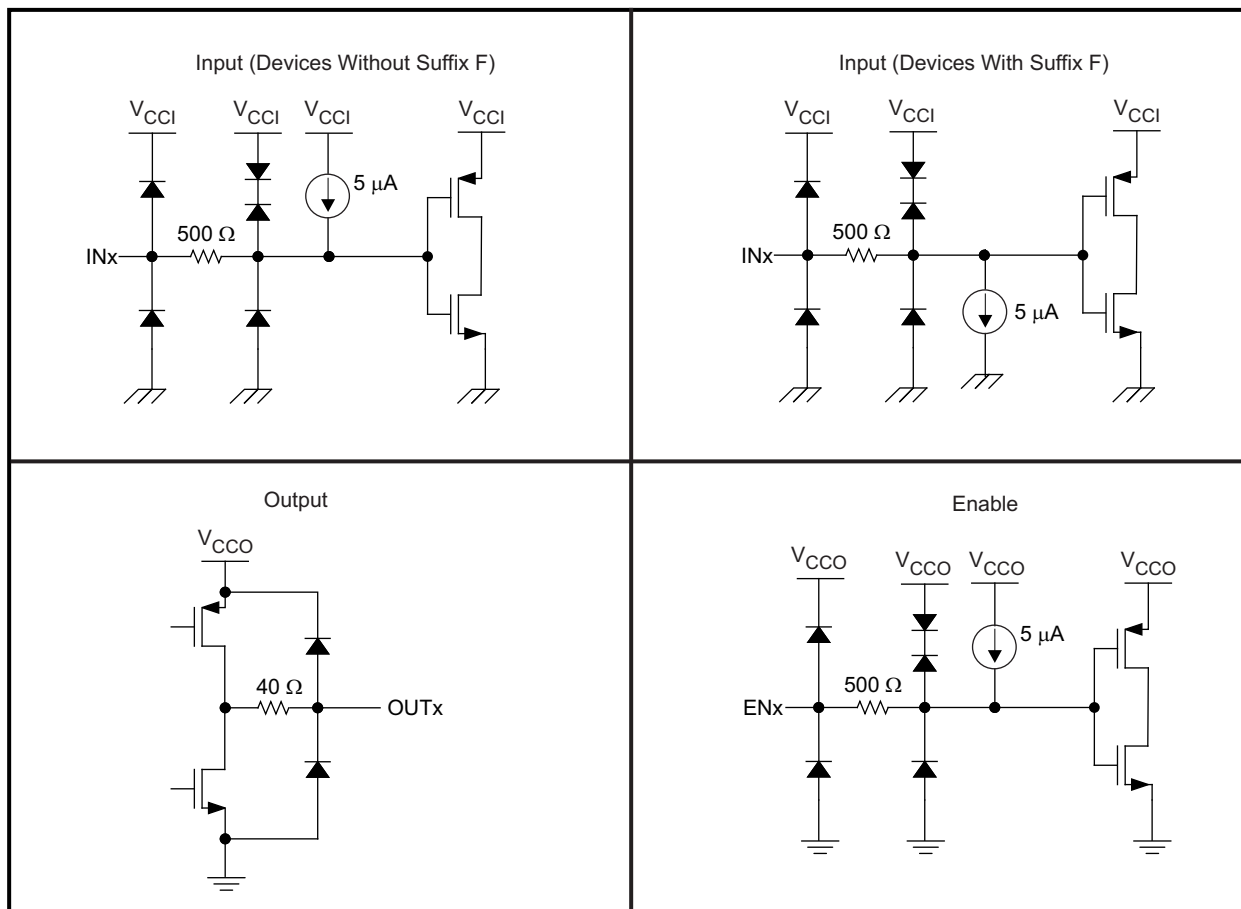 Input (Devices Without Suffix F)
V_CCI V_CCI V_CCI V_CCI
5 μA
500 Ω
INx
Input (Devices With Suffix F)
V_CCI V_CCI V_CCI
500 Ω
INx
5 μA
Output
V_CCO
40 Ω
OUTx
Enable
V_CCO V_CCO V_CCO V_CCO
5 μA
500 Ω
ENx